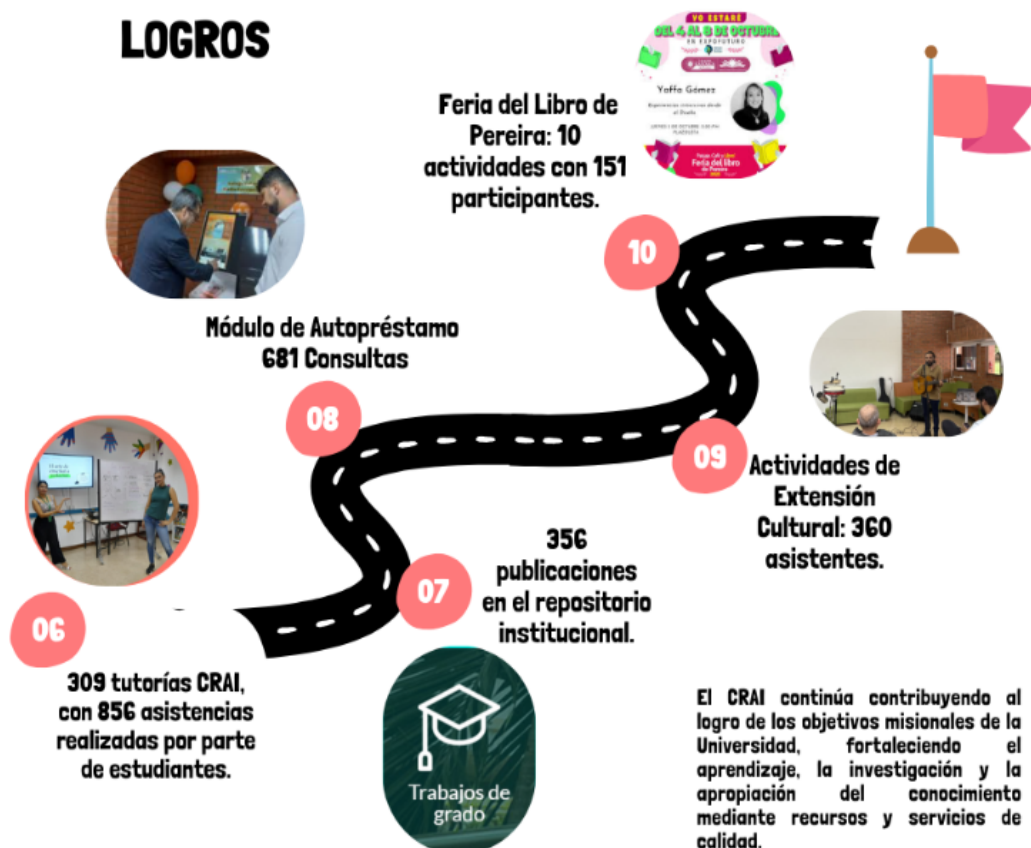 LOGROS
YO ESTARÉ
DEL 4 AL 8 DE OCTUBRE
EN EXPOFUTURO
Yaffa Gómez
Feria del libro
de Pereira
Feria del Libro de
Pereira: 10
actividades con 151
participantes.
10
Módulo de Autopréstamo
681 Consultas
08
09
Actividades de
Extensión
Cultural: 360
asistentes.
07
356
publicaciones
en el repositorio
institucional.
06
309 tutorías CRAI,
con 856 asistencias
realizadas por parte
de estudiantes.
Trabajos de
grado
El CRAI continúa contribuyendo al
logro de los objetivos misionales de la
Universidad, fortaleciendo el
aprendizaje, la investigación y la
apropiación del conocimiento
mediante recursos y servicios de
calidad.